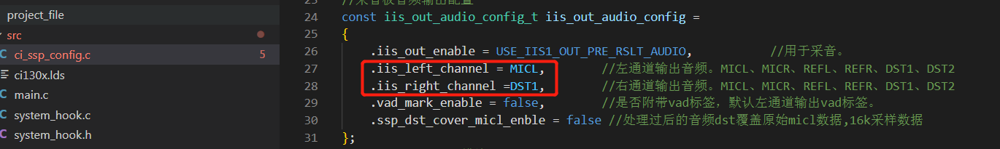 project_file
src
ci_ssp_config.c 5
ci130x.lds
main.c
system_hook.c
system_hook.h
23 //采音板音频输出配置
24 const iis_out_audio_config_t iis_out_audio_config =
25 {
26 .iis_out_enable = USE_IIS1_OUT_PRE_RSLT_AUDIO, //用于采音。
27 .iis_left_channel = MICL, //左通道输出音频。MICL、MICR、REFL、REFR、DST1、DST2
28 .iis_right_channel =DST1, //右通道输出音频。MICL、MICR、REFL、REFR、DST1、DST2
29 .vad_mark_enable = false, //是否附带vad标签，默认左通道输出vad标签。
30 .ssp_dst_cover_micl_enble = false //处理过后的音频dst覆盖原始micl数据,16k采样数据
31 };